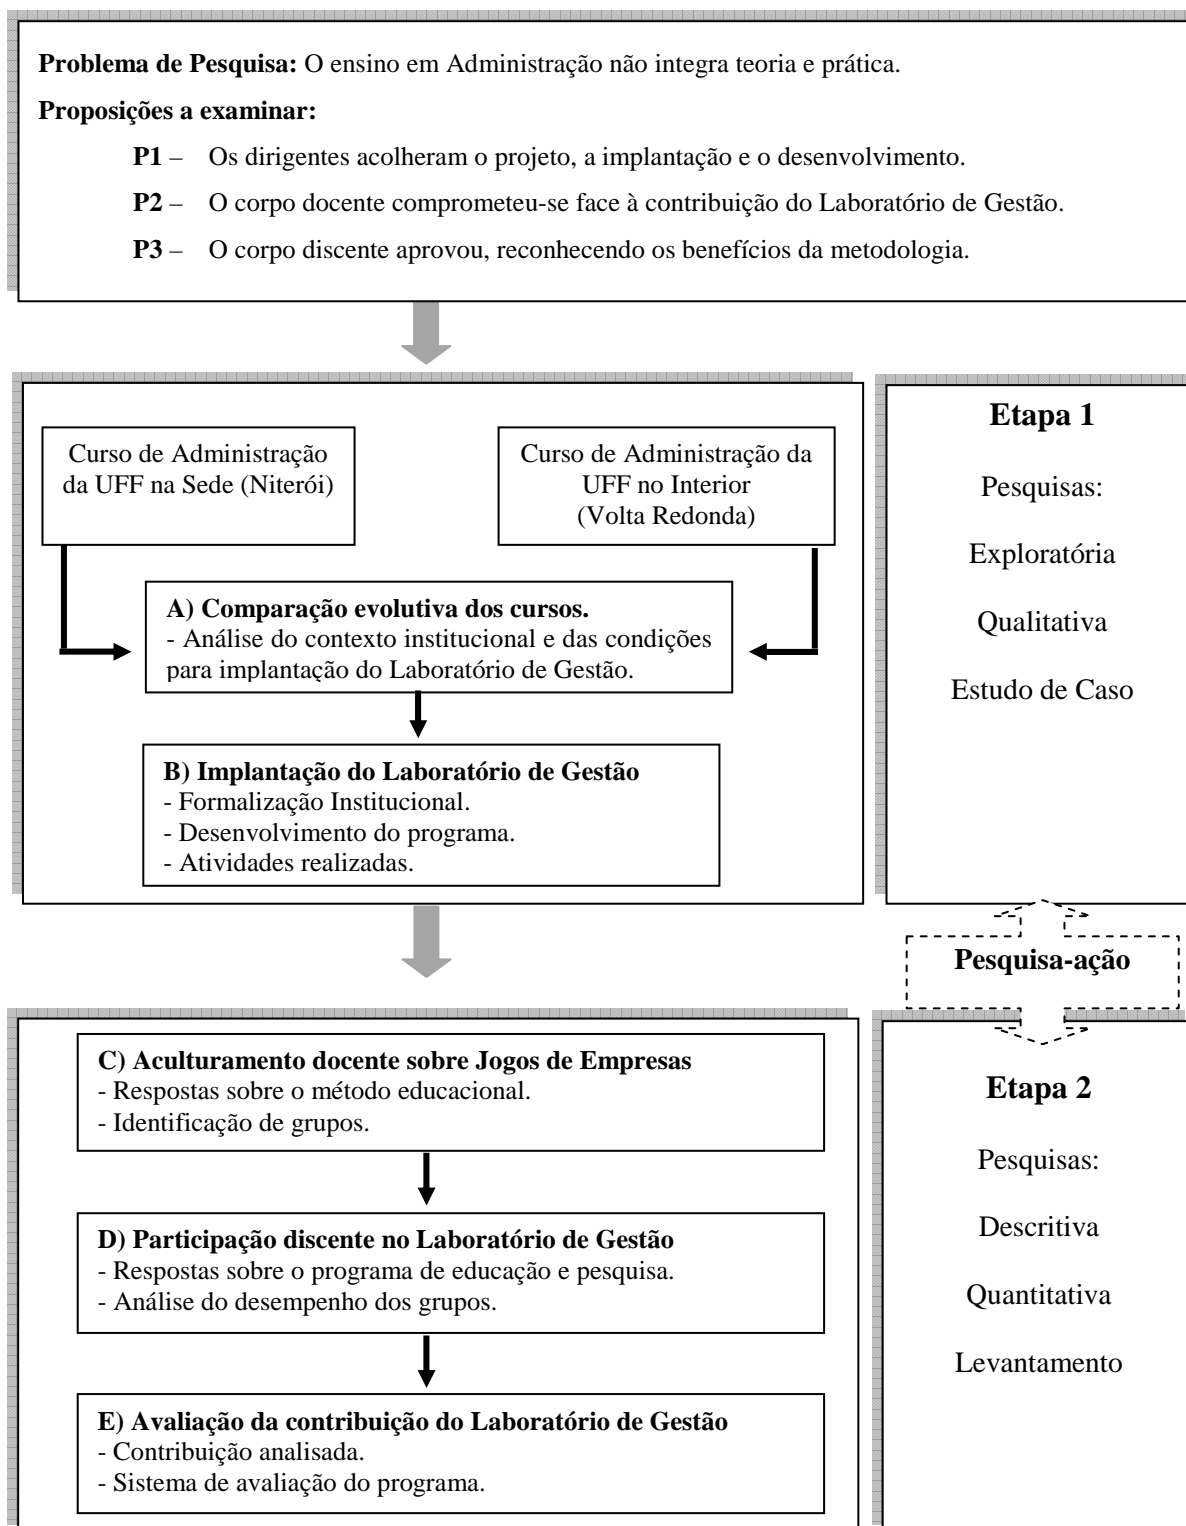 Problema de Pesquisa: O ensino em Administração não integra teoria e prática.
Proposições a examinar:
P1 – Os dirigentes acolheram o projeto, a implantação e o desenvolvimento.
P2 – O corpo docente comprometeu-se face à contribuição do Laboratório de Gestão.
P3 – O corpo discente aprovou, reconhecendo os benefícios da metodologia.
Curso de Administração
da UFF na Sede (Niterói)
Curso de Administração da
UFF no Interior
(Volta Redonda)
A) Comparação evolutiva dos cursos.
- Análise do contexto institucional e das condições
para implantação do Laboratório de Gestão.
B) Implantação do Laboratório de Gestão
- Formalização Institucional.
- Desenvolvimento do programa.
- Atividades realizadas.
Etapa 1
Pesquisas:
Exploratória
Qualitativa
Estudo de Caso
Pesquisa-ação
C) Aculturamento docente sobre Jogos de Empresas
- Respostas sobre o método educacional.
- Identificação de grupos.
D) Participação discente no Laboratório de Gestão
- Respostas sobre o programa de educação e pesquisa.
- Análise do desempenho dos grupos.
E) Avaliação da contribuição do Laboratório de Gestão
- Contribuição analisada.
- Sistema de avaliação do programa.
Etapa 2
Pesquisas:
Descritiva
Quantitativa
Levantamento